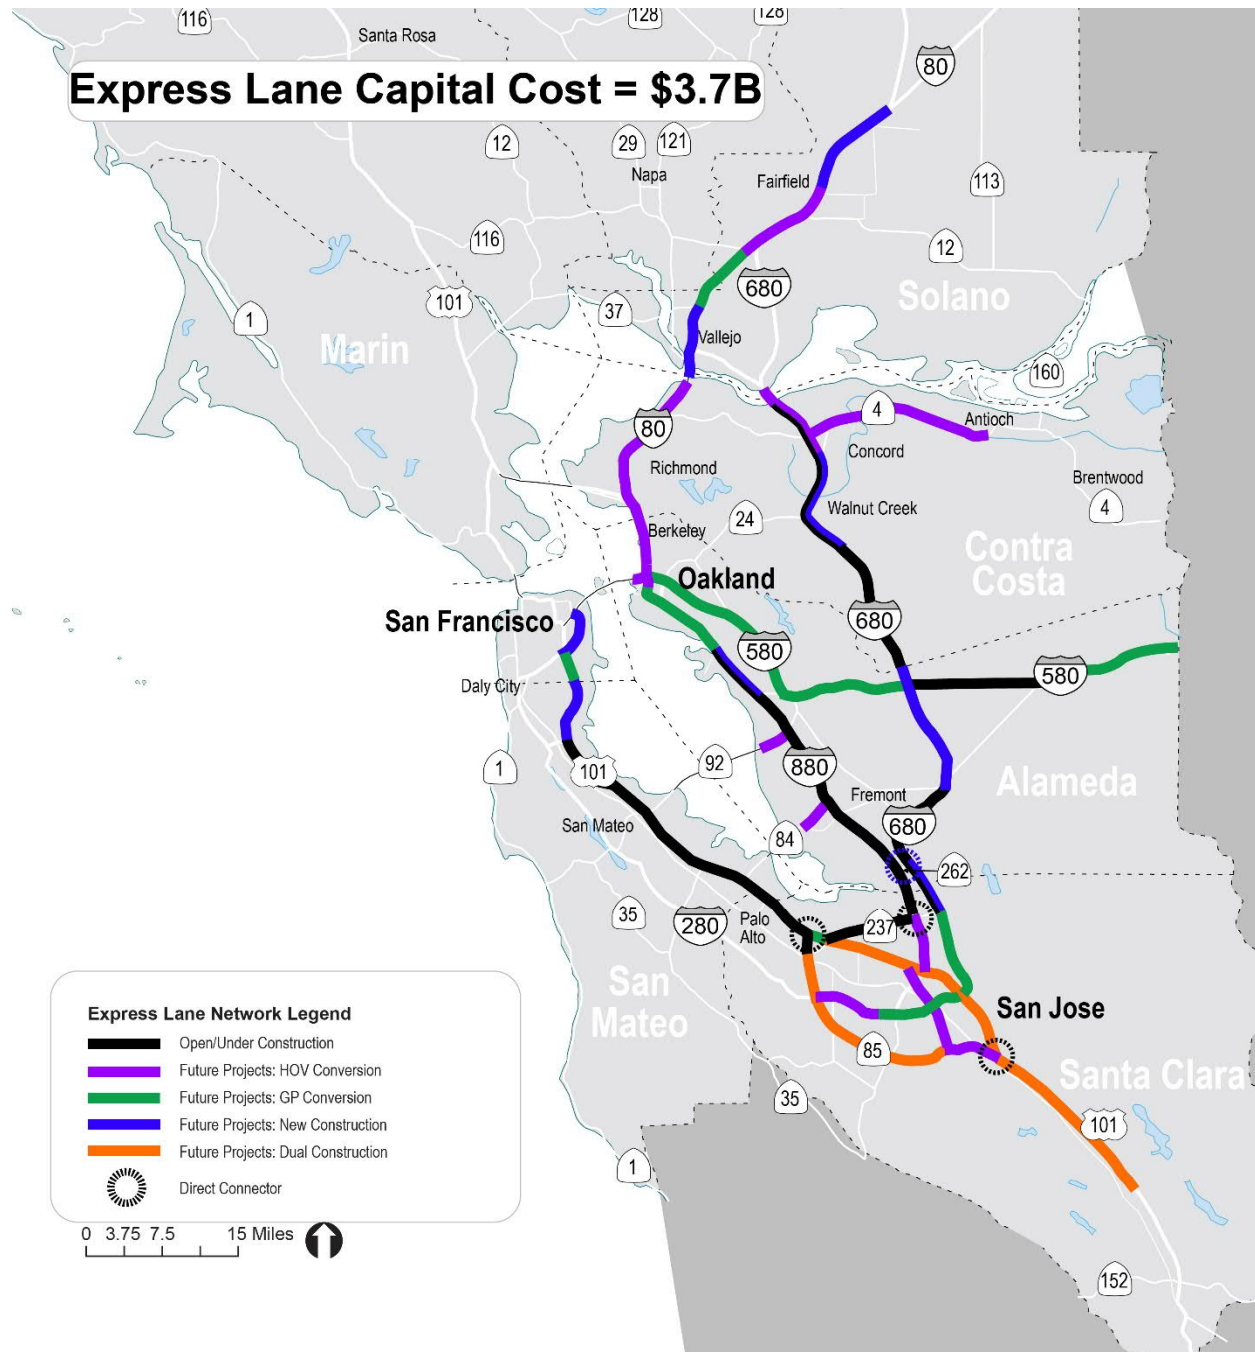 116
128
128
Santa Rosa
80
Express Lane Capital Cost = $3.7B
12
29
121
Napa
Fairfield
113
116
12
680
Solano
101
37
1
Marin
Vallejo
160
80
4
Antioch
Concord
Richmond
Brentwood
Walnut Creek
4
24
Berkeley
Contra
Costa
Oakland
San Francisco
680
580
580
Daly City
1
101
92
880
Fremont
Alameda
San Mateo
84
680
262
35
280
Palo
Alto
237
San
Mateo
San Jose
85
Santa Clara
35
101
1
152
Express Lane Network Legend
Open/Under Construction
Future Projects: HOV Conversion
Future Projects: GP Conversion
Future Projects: New Construction
Future Projects: Dual Construction
Direct Connector
0 3.75 7.5 15 Miles